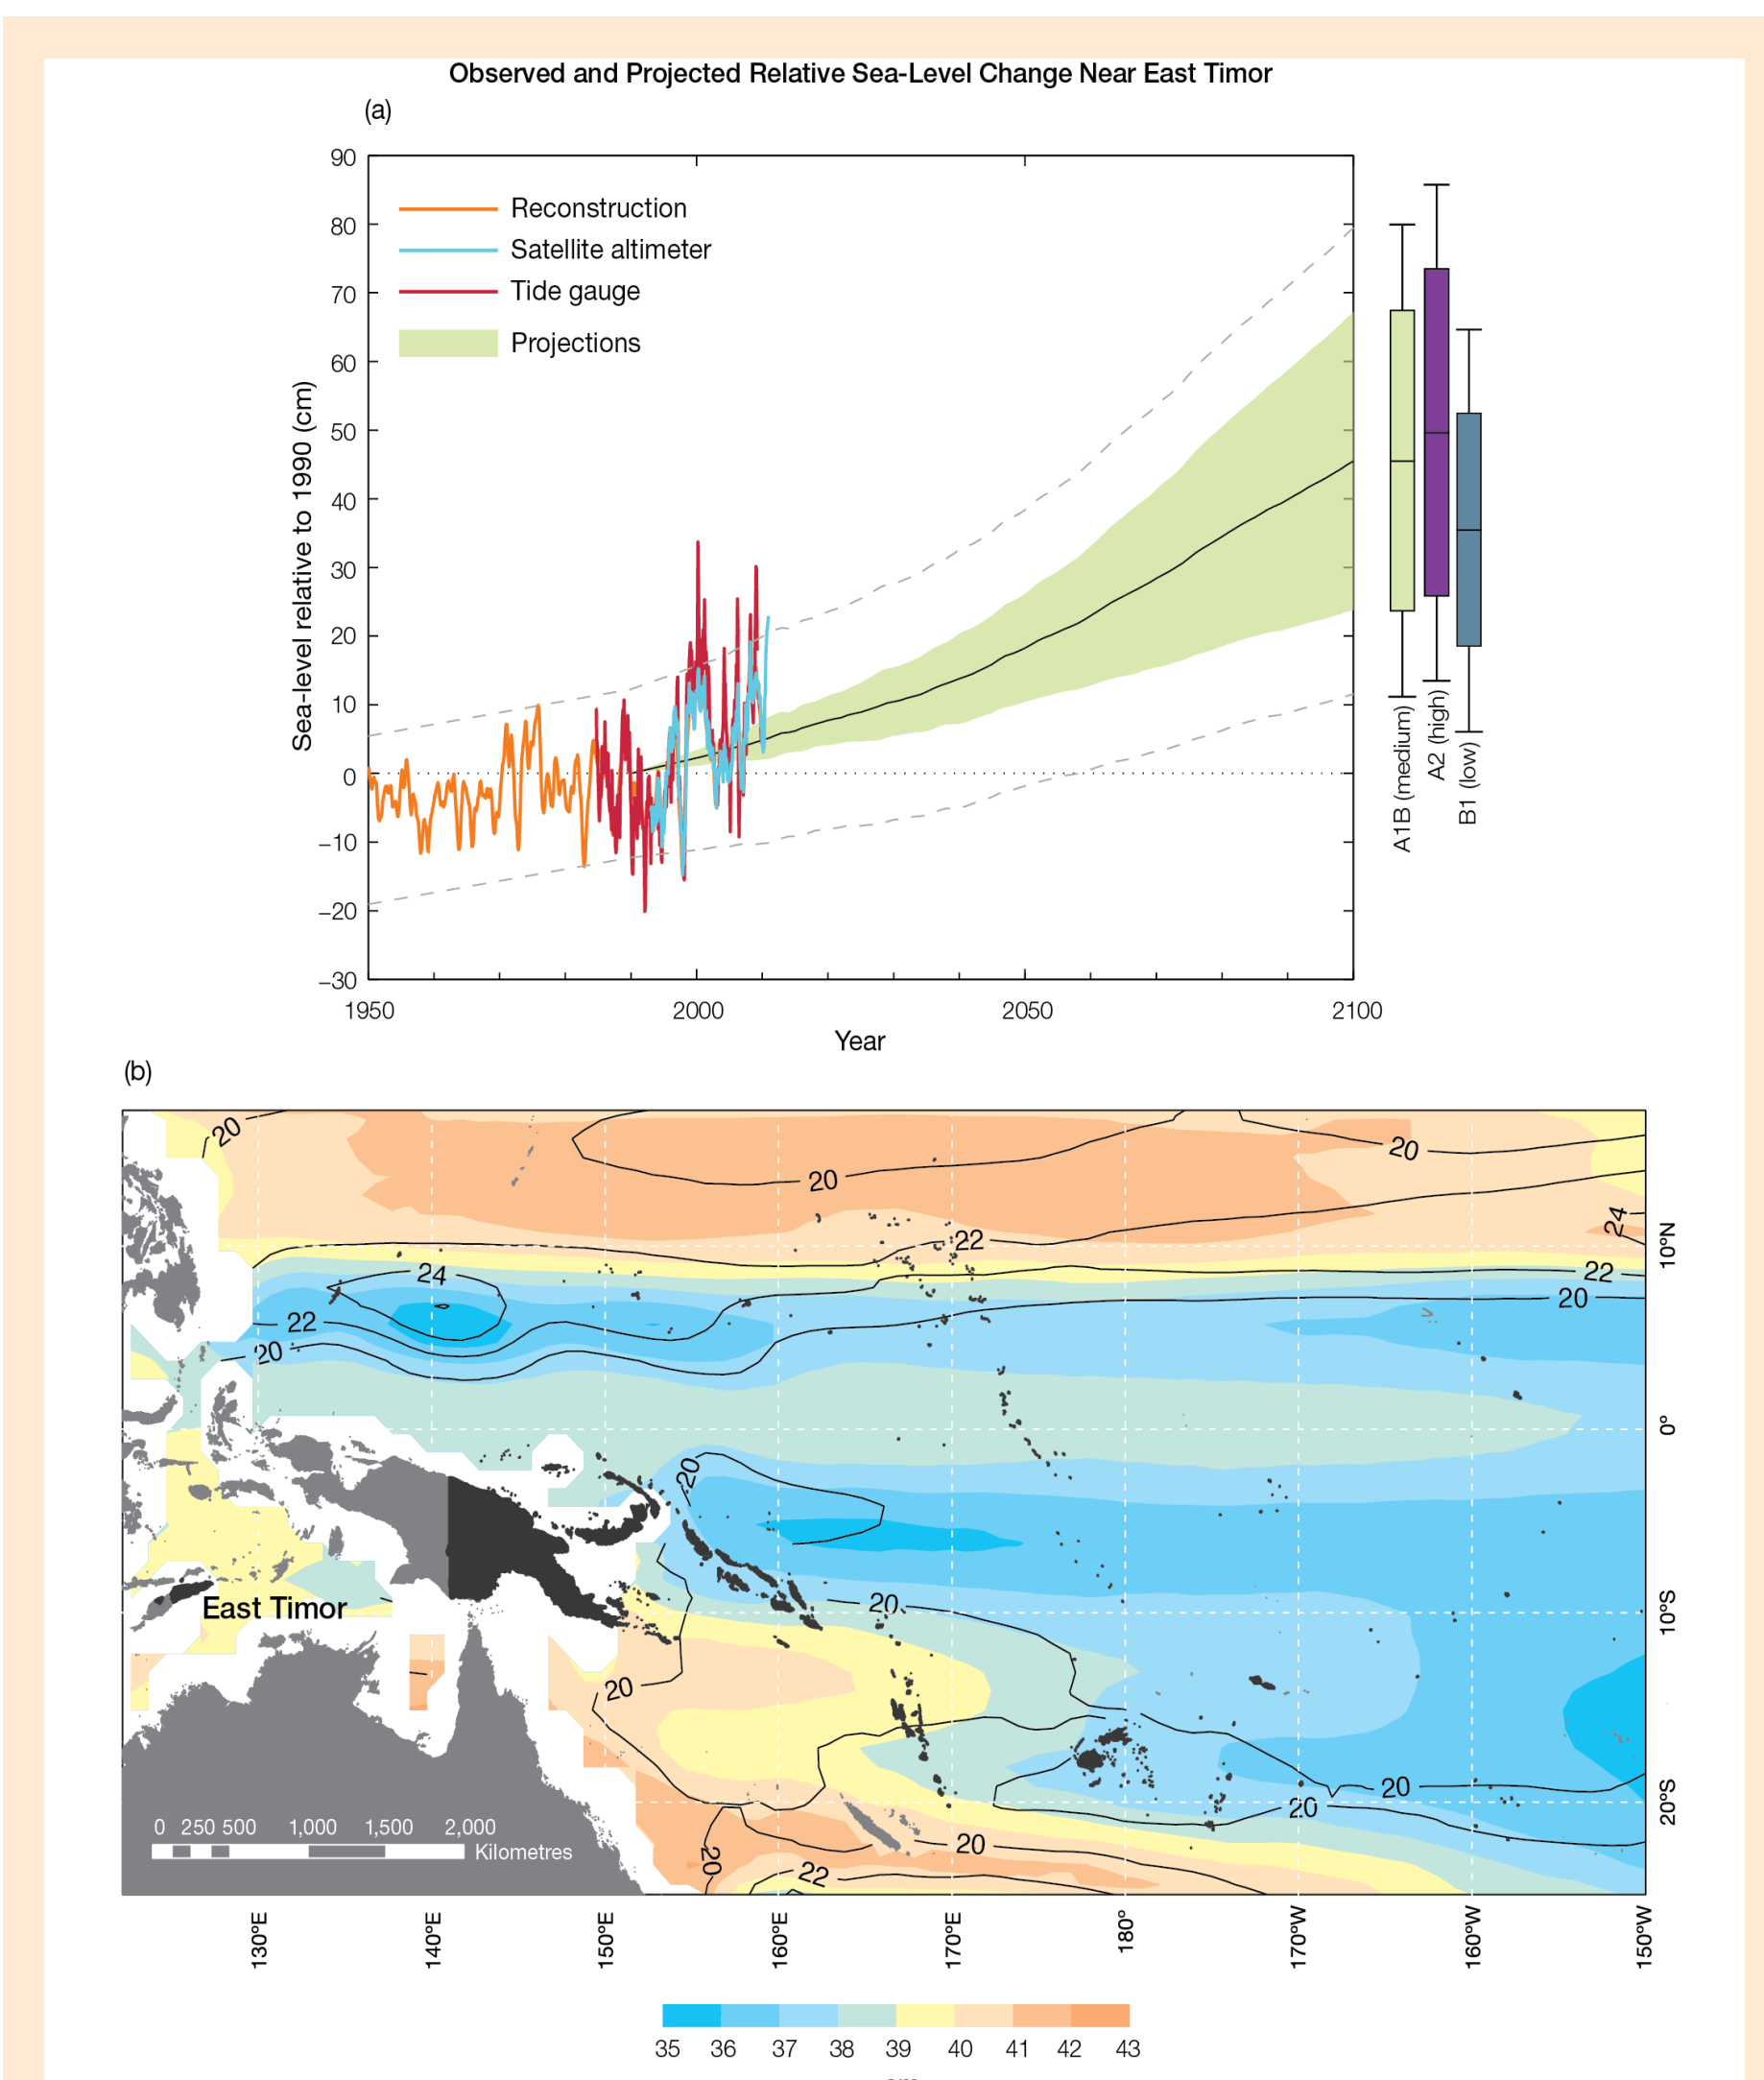 Observed and Projected Relative Sea-Level Change Near East Timor
(a)
90
80
70
60
50
40
30
20
10
0
−10
−20
−30
Sea-level relative to 1990 (cm)
Reconstruction
Satellite altimeter
Tide gauge
Projections
A1B (medium)
A2 (high)
B1 (low)
1950 2000 2050 2100
Year
(b)
20
20
20
24
22
24
22
22
20
20
20
20
20
20
20
20
20
22
10°N
0°
10°S
20°S
East Timor
0 250 500 1,000 1,500 2,000
Kilometres
130°E 140°E 150°E 160°E 170°E 180° 170°W 160°W 150°W
35 36 37 38 39 40 41 42 43